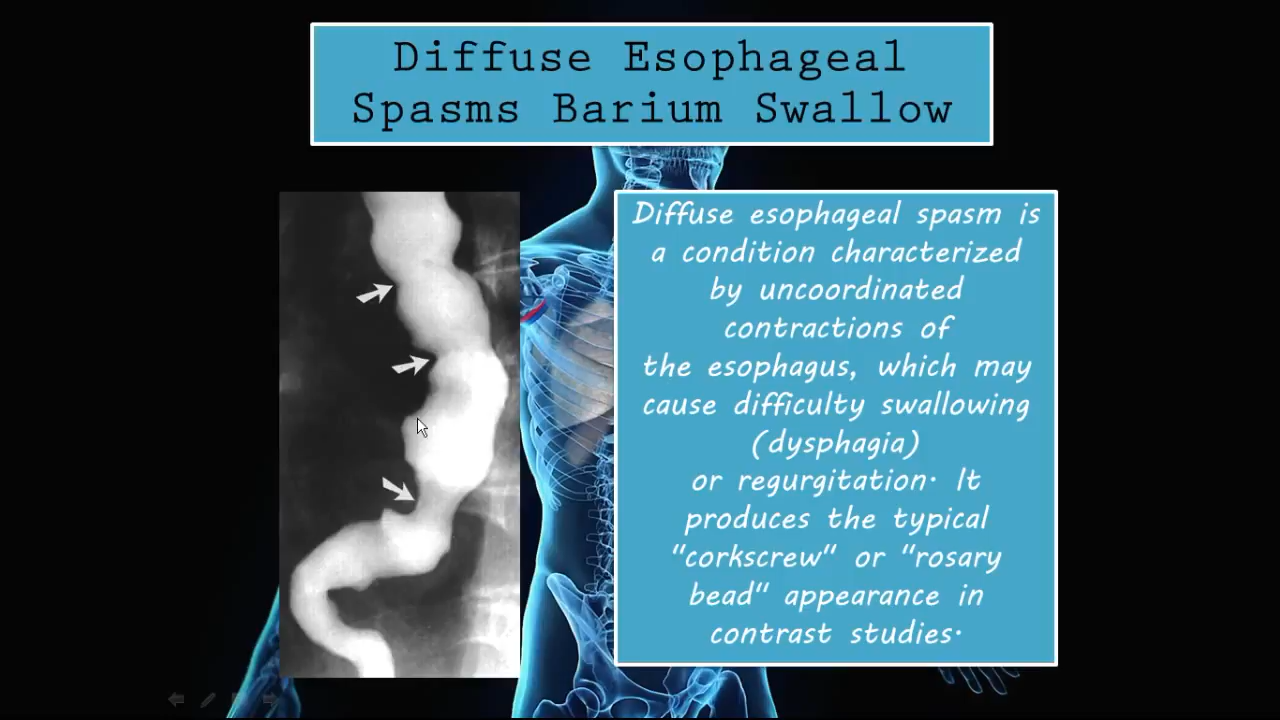 Diffuse Esophageal
Spasms Barium Swallow
Diffuse esophageal spasm is
a condition characterized
by uncoordinated
contractions of
the esophagus, which may
cause difficulty swallowing
(dysphagia)
or regurgitation. It
produces the typical
"corkscrew" or "rosary
bead" appearance in
contrast studies.